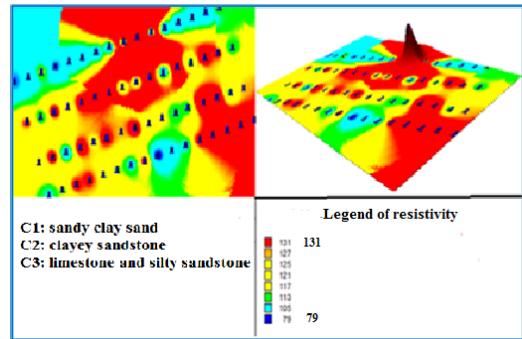 C1: sandy clay sand
C2: clayey sandstone
C3: limestone and silty sandstone
Legend of resistivity
131 131
127
125
121
117
113
105
79 79